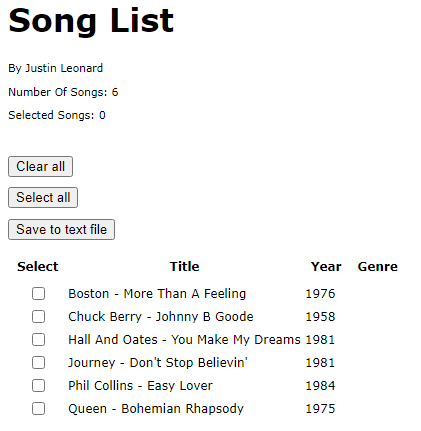 Song List
By Justin Leonard
Number Of Songs: 6
Selected Songs: 0
Clear all
Select all
Save to text file
Select Title Year Genre
Boston - More Than A Feeling 1976
Chuck Berry - Johnny B Goode 1958
Hall And Oates - You Make My Dreams 1981
Journey - Don't Stop Believin' 1981
Phil Collins - Easy Lover 1984
Queen - Bohemian Rhapsody 1975